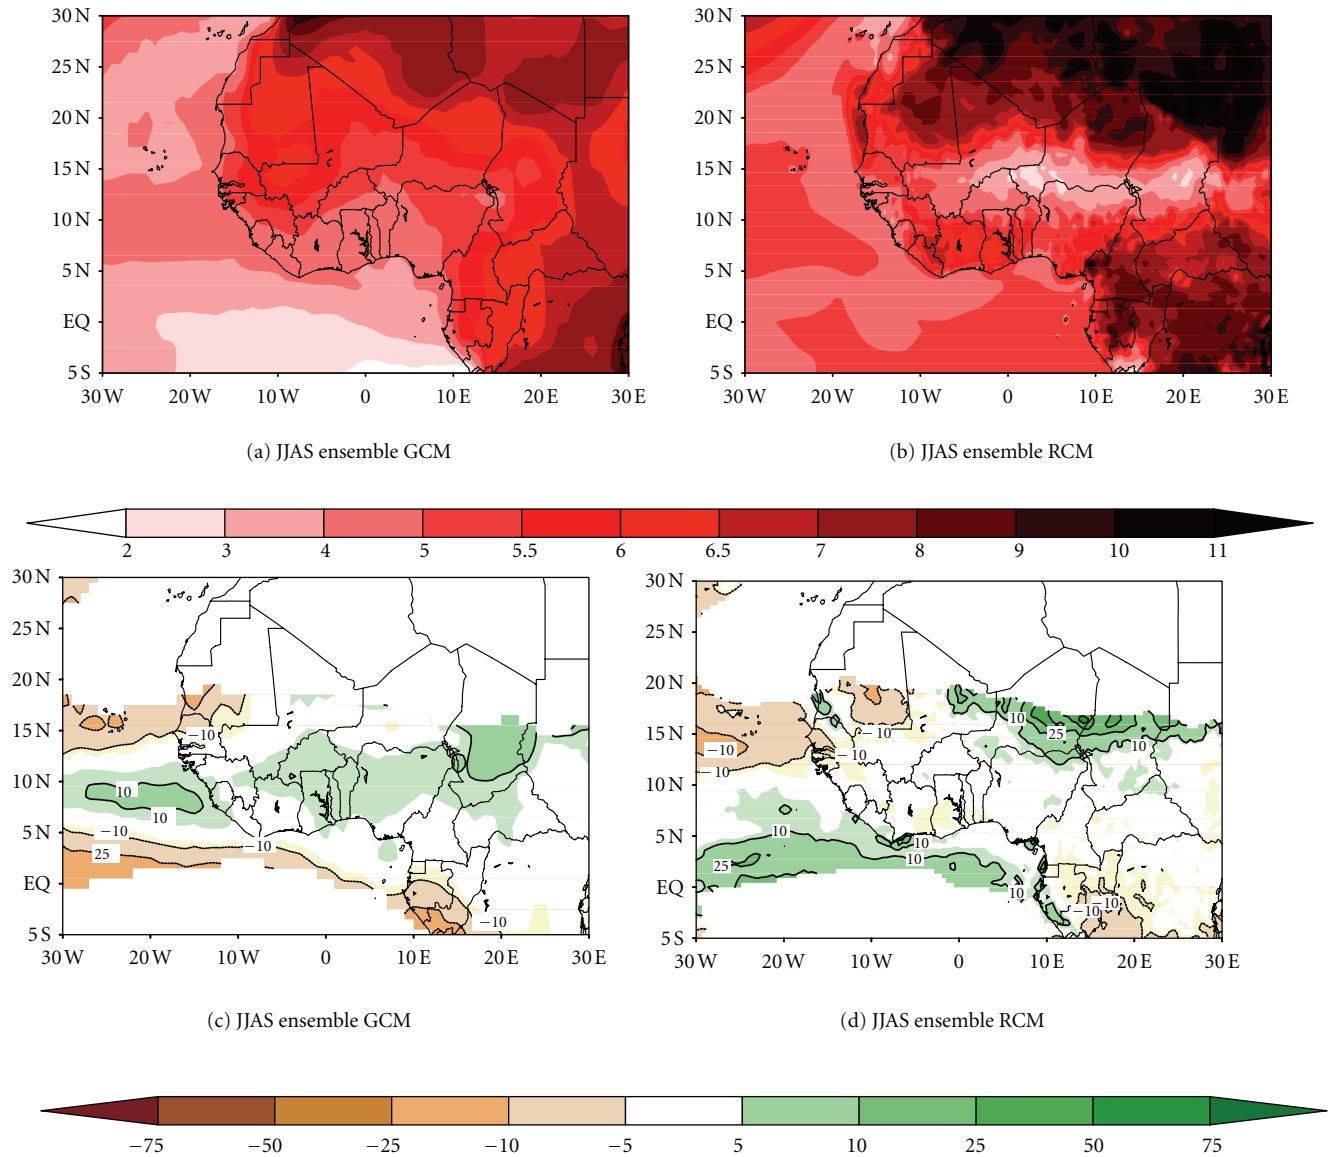 30 N
25 N
20 N
15 N
10 N
5 N
EQ
5 S
30 W 20 W 10 W 0 10 E 20 E 30 E
(a) JJAS ensemble GCM
30 N
25 N
20 N
15 N
10 N
5 N
EQ
5 S
30 W 20 W 10 W 0 10 E 20 E 30 E
(b) JJAS ensemble RCM
2 3 4 5 5.5 6 6.5 7 8 9 10 11
30 N
25 N
20 N
15 N
10 N
5 N
EQ
5 S
−10
10
10
−10
−10
25
−10
30 W 20 W 10 W 0 10 E 20 E 30 E
(c) JJAS ensemble GCM
30 N
25 N
20 N
15 N
10 N
5 N
EQ
5 S
10
−10
25
10
−10
−10
−10
10
10
25
10
−10
−10
30 W 20 W 10 W 0 10 E 20 E 30 E
(d) JJAS ensemble RCM
−75 −50 −25 −10 −5 5 10 25 50 75